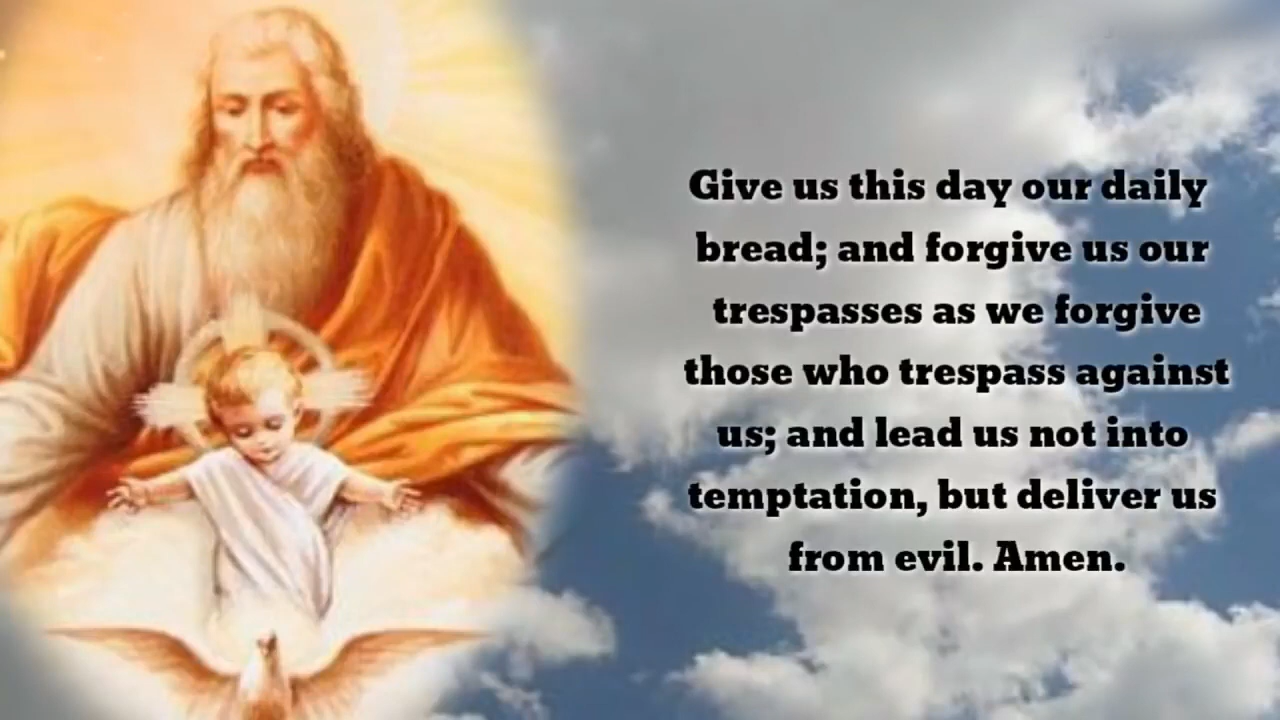 Give us this day our daily
bread; and forgive us our
trespasses as we forgive
those who trespass against
us; and lead us not into
temptation, but deliver us
from evil. Amen.